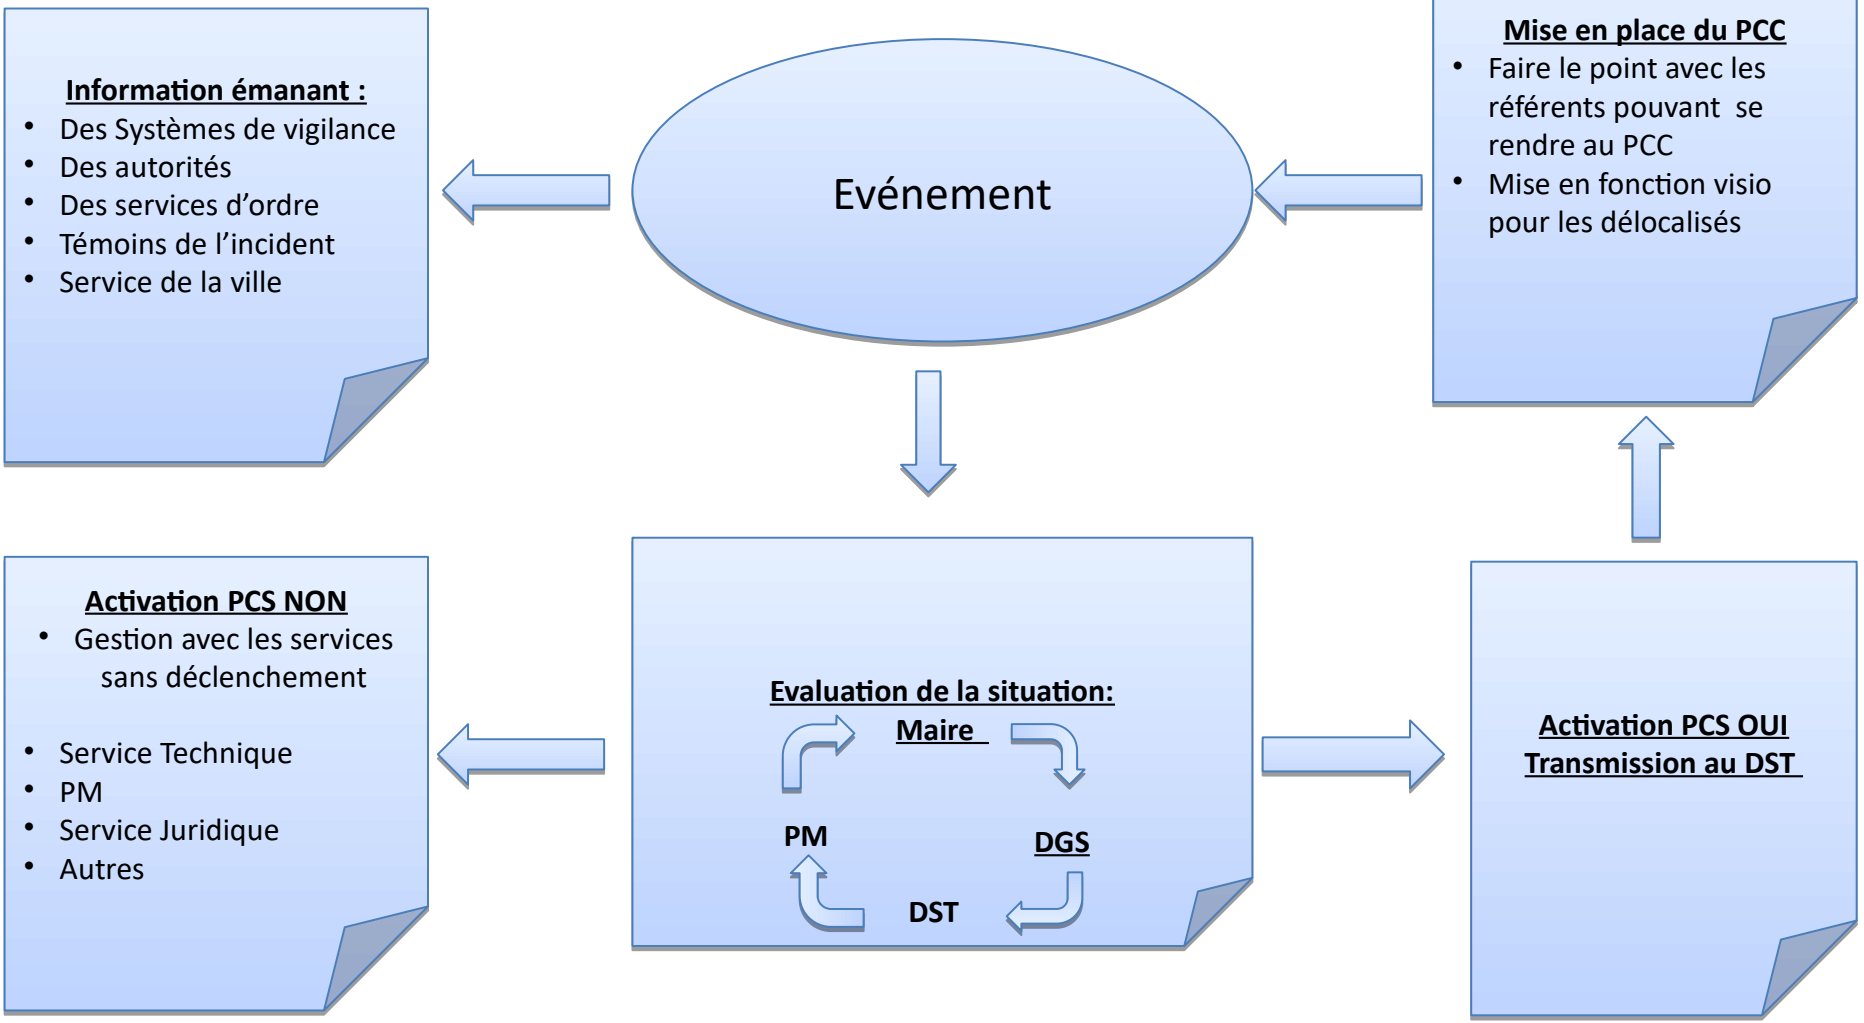 Information émanant :
• Des Systèmes de vigilance
• Des autorités
• Des services d’ordre
• Témoins de l’incident
• Service de la ville
Evénement
Mise en place du PCC
• Faire le point avec les
référents pouvant se
rendre au PCC
• Mise en fonction visio
pour les délocalisés
Activation PCS NON
• Gestion avec les services
sans déclenchement
• Service Technique
• PM
• Service Juridique
• Autres
Evaluation de la situation:
Maire
PM
DGS
DST
Activation PCS OUI
Transmission au DST